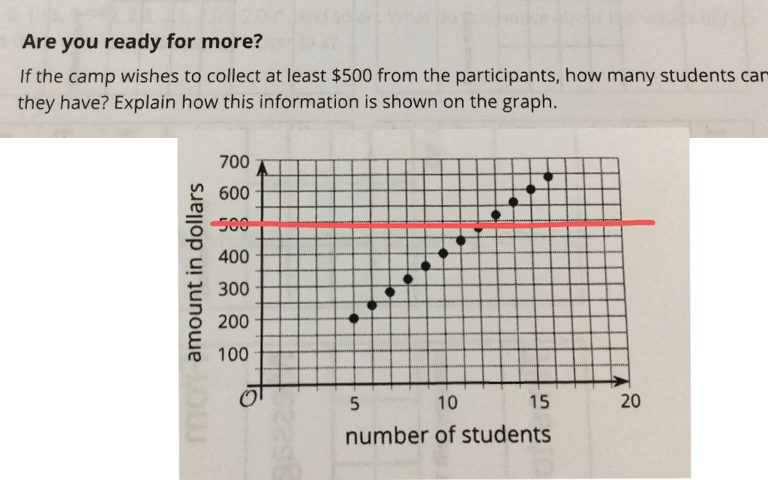 Are you ready for more?
If the camp wishes to collect at least $500 from the participants, how many students can
they have? Explain how this information is shown on the graph.
700
600
500
400
300
200
100
amount in dollars
O
5 10 15 20
number of students